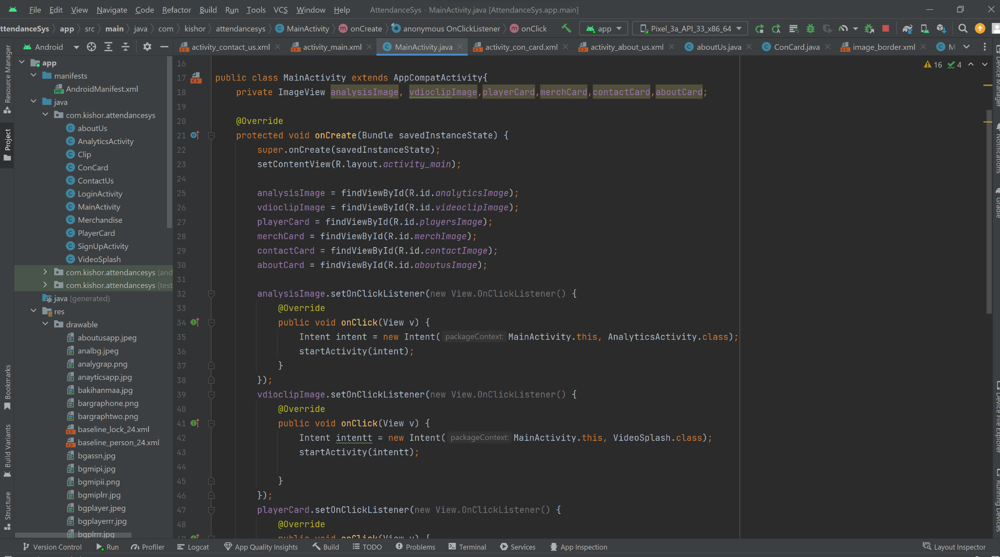 File Edit View Navigate Code Refactor Build Run Tools VCS Window Help AttendanceSys - MainActivity.java [AttendanceSys.app.main]
ttendanceSys app src main java com kishor attendancesys MainActivity onCreate anonymous OnClickListener onClick app Pixel_3a_API_33_x86_64
Android activity_contact_us.xml activity_main.xml MainActivity.java activity_con_card.xml activity_about_us.xml aboutUs.java ConCard.java image_border.xml M
Resource Manager
Project
Bookmarks
Build Variants
Structure
app
manifests
AndroidManifest.xml
java
com.kishor.attendancesys
aboutUs
AnalyticsActivity
Clip
ConCard
ContactUs
LoginActivity
MainActivity
Merchandise
PlayerCard
SignUpActivity
VideoSplash
com.kishor.attendancesys (and
com.kishor.attendancesys (test
java (generated)
res
drawable
aboutusapp.jpeg
analbg.jpeg
analygrap.png
anayticsapp.jpg
bakihanmaa.jpg
bargraphone.png
bargraphtwo.png
baseline_lock_24.xml
baseline_person_24.xml
bgassn.jpg
bgmipi.jpg
bgmipii.png
bgmiplrr.jpg
bgplayer.jpeg
bgplayerrr.jpg
bgplrrr.jpg
16 4
16
17 public class MainActivity extends AppCompatActivity{
18 private ImageView analysisImage, vdioclipImage,playerCard,merchCard,contactCard,aboutCard;
19
20 @Override
21 protected void onCreate(Bundle savedInstanceState) {
22 super.onCreate(savedInstanceState);
23 setContentView(R.layout.activity_main);
24
25 analysisImage = findViewById(R.id.analyticsImage);
26 vdioclipImage = findViewById(R.id.videoclipImage);
27 playerCard = findViewById(R.id.playersImage);
28 merchCard = findViewById(R.id.merchImage);
29 contactCard = findViewById(R.id.contactImage);
30 aboutCard = findViewById(R.id.aboutusImage);
31
32 analysisImage.setOnClickListener(new View.OnClickListener() {
33 @Override
34 public void onClick(View v) {
35 Intent intent = new Intent( packageContext: MainActivity.this, AnalyticsActivity.class);
36 startActivity(intent);
37 }
38 });
39 vdioclipImage.setOnClickListener(new View.OnClickListener() {
40 @Override
41 public void onClick(View v) {
42 Intent intentt = new Intent( packageContext: MainActivity.this, VideoSplash.class);
43 startActivity(intentt);
44
45 }
46 });
47 playerCard.setOnClickListener(new View.OnClickListener() {
48 @Override
public void onClick(View v) {
Device Manager
Notifications
Gradle
Device File Explorer
Running Devices
Version Control Run Profiler Logcat App Quality Insights Build TODO Problems Terminal Services App Inspection Layout Inspector